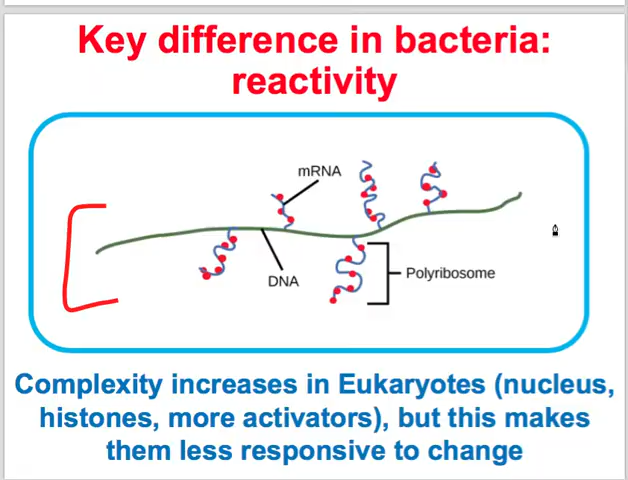 Key difference in bacteria:
reactivity
mRNA
DNA
Polyribosome
Complexity increases in Eukaryotes (nucleus,
histones, more activators), but this makes
them less responsive to change